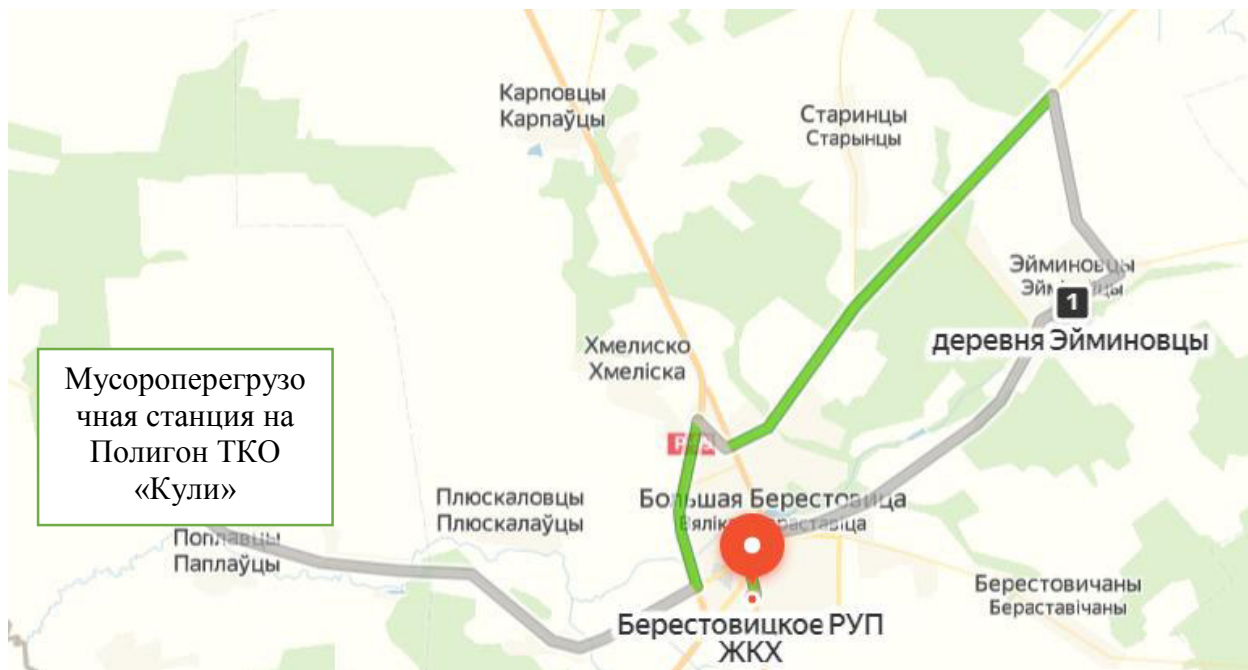 Карповцы
Карпаўцы
Старинцы
Старынцы
Эйминовцы
1
деревня Эйминовцы
Хмелиско
Хмеліска
Мусороперегрузо
чная станция на
Полигон ТКО
«Кули»
Плюскаловцы
Плюскалаўцы
Большая Берестовица
Поплавцы
Паплаўцы
Берестовичаны
Бераставічаны
Берестовицкое РУП
ЖКХ